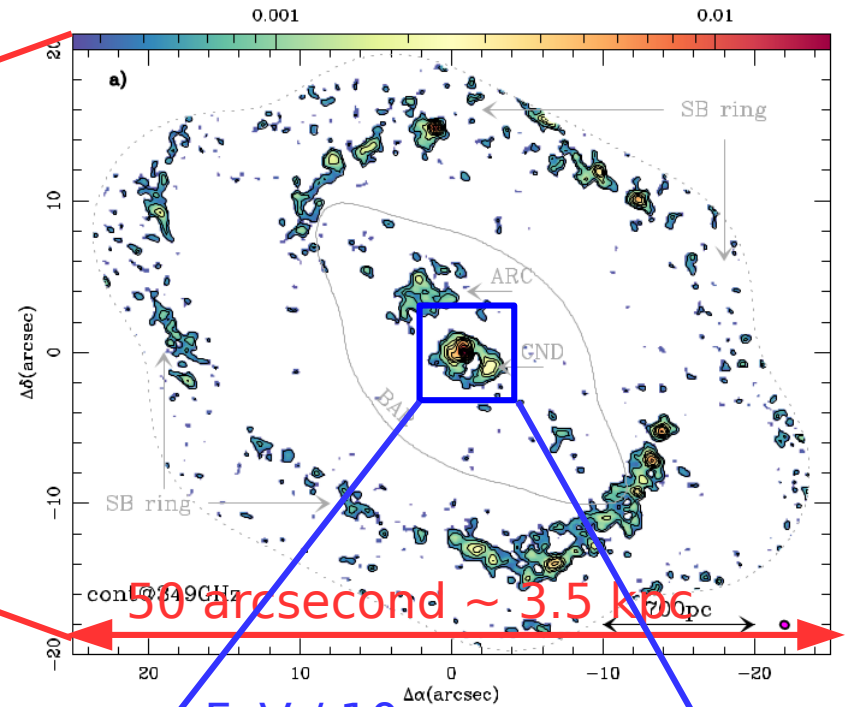 0.001 0.01
a)
SB ring
ARC
CND
BAR
SB ring
cont@349GHz
50 arcsecond ~ 3.5 kpc
700pc
20
10
0
−10
−20
Δδ(arcsec)
20 10 0 −10 −20
Δα(arcsec)